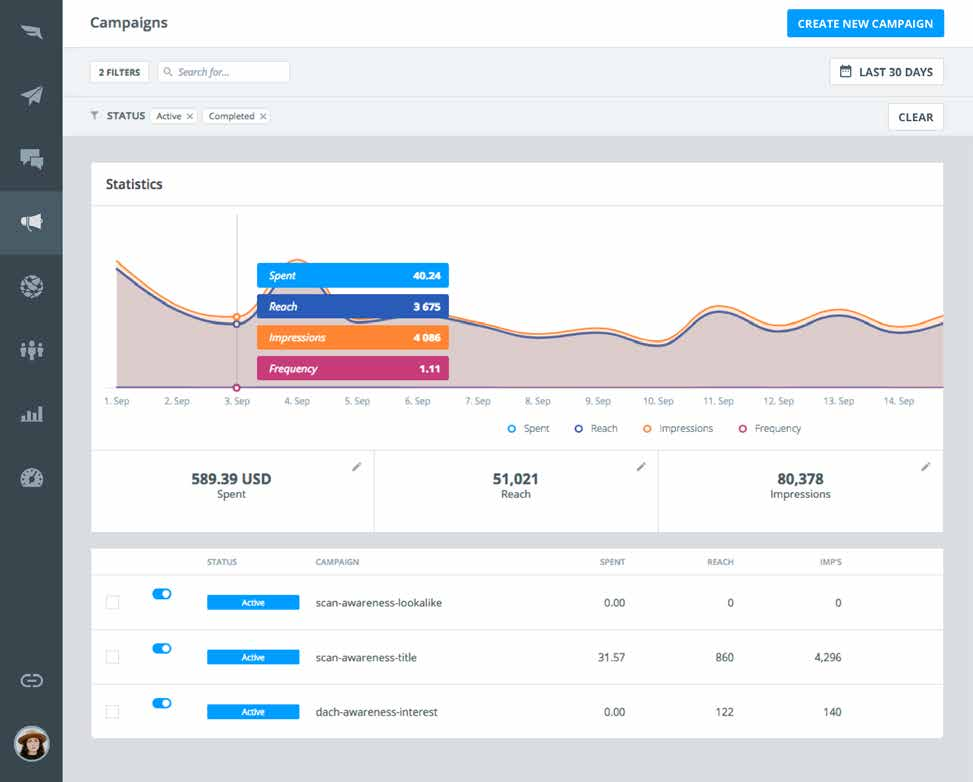 Campaigns
CREATE NEW CAMPAIGN
2 FILTERS
Search for...
LAST 30 DAYS
STATUS Active × Completed ×
CLEAR
Statistics
Spent 40.24
Reach 3 675
Impressions 4 086
Frequency 1.11
1. Sep 2. Sep 3. Sep 4. Sep 5. Sep 6. Sep 7. Sep 8. Sep 9. Sep 10. Sep 11. Sep 12. Sep 13. Sep 14. Sep
Spent Reach Impressions Frequency
589.39 USD 51,021 80,378
Spent Reach Impressions
STATUS CAMPAIGN SPENT REACH IMP'S
Active scan-awareness-lookalike 0.00 0 0
Active scan-awareness-title 31.57 860 4,296
Active dach-awareness-interest 0.00 122 140